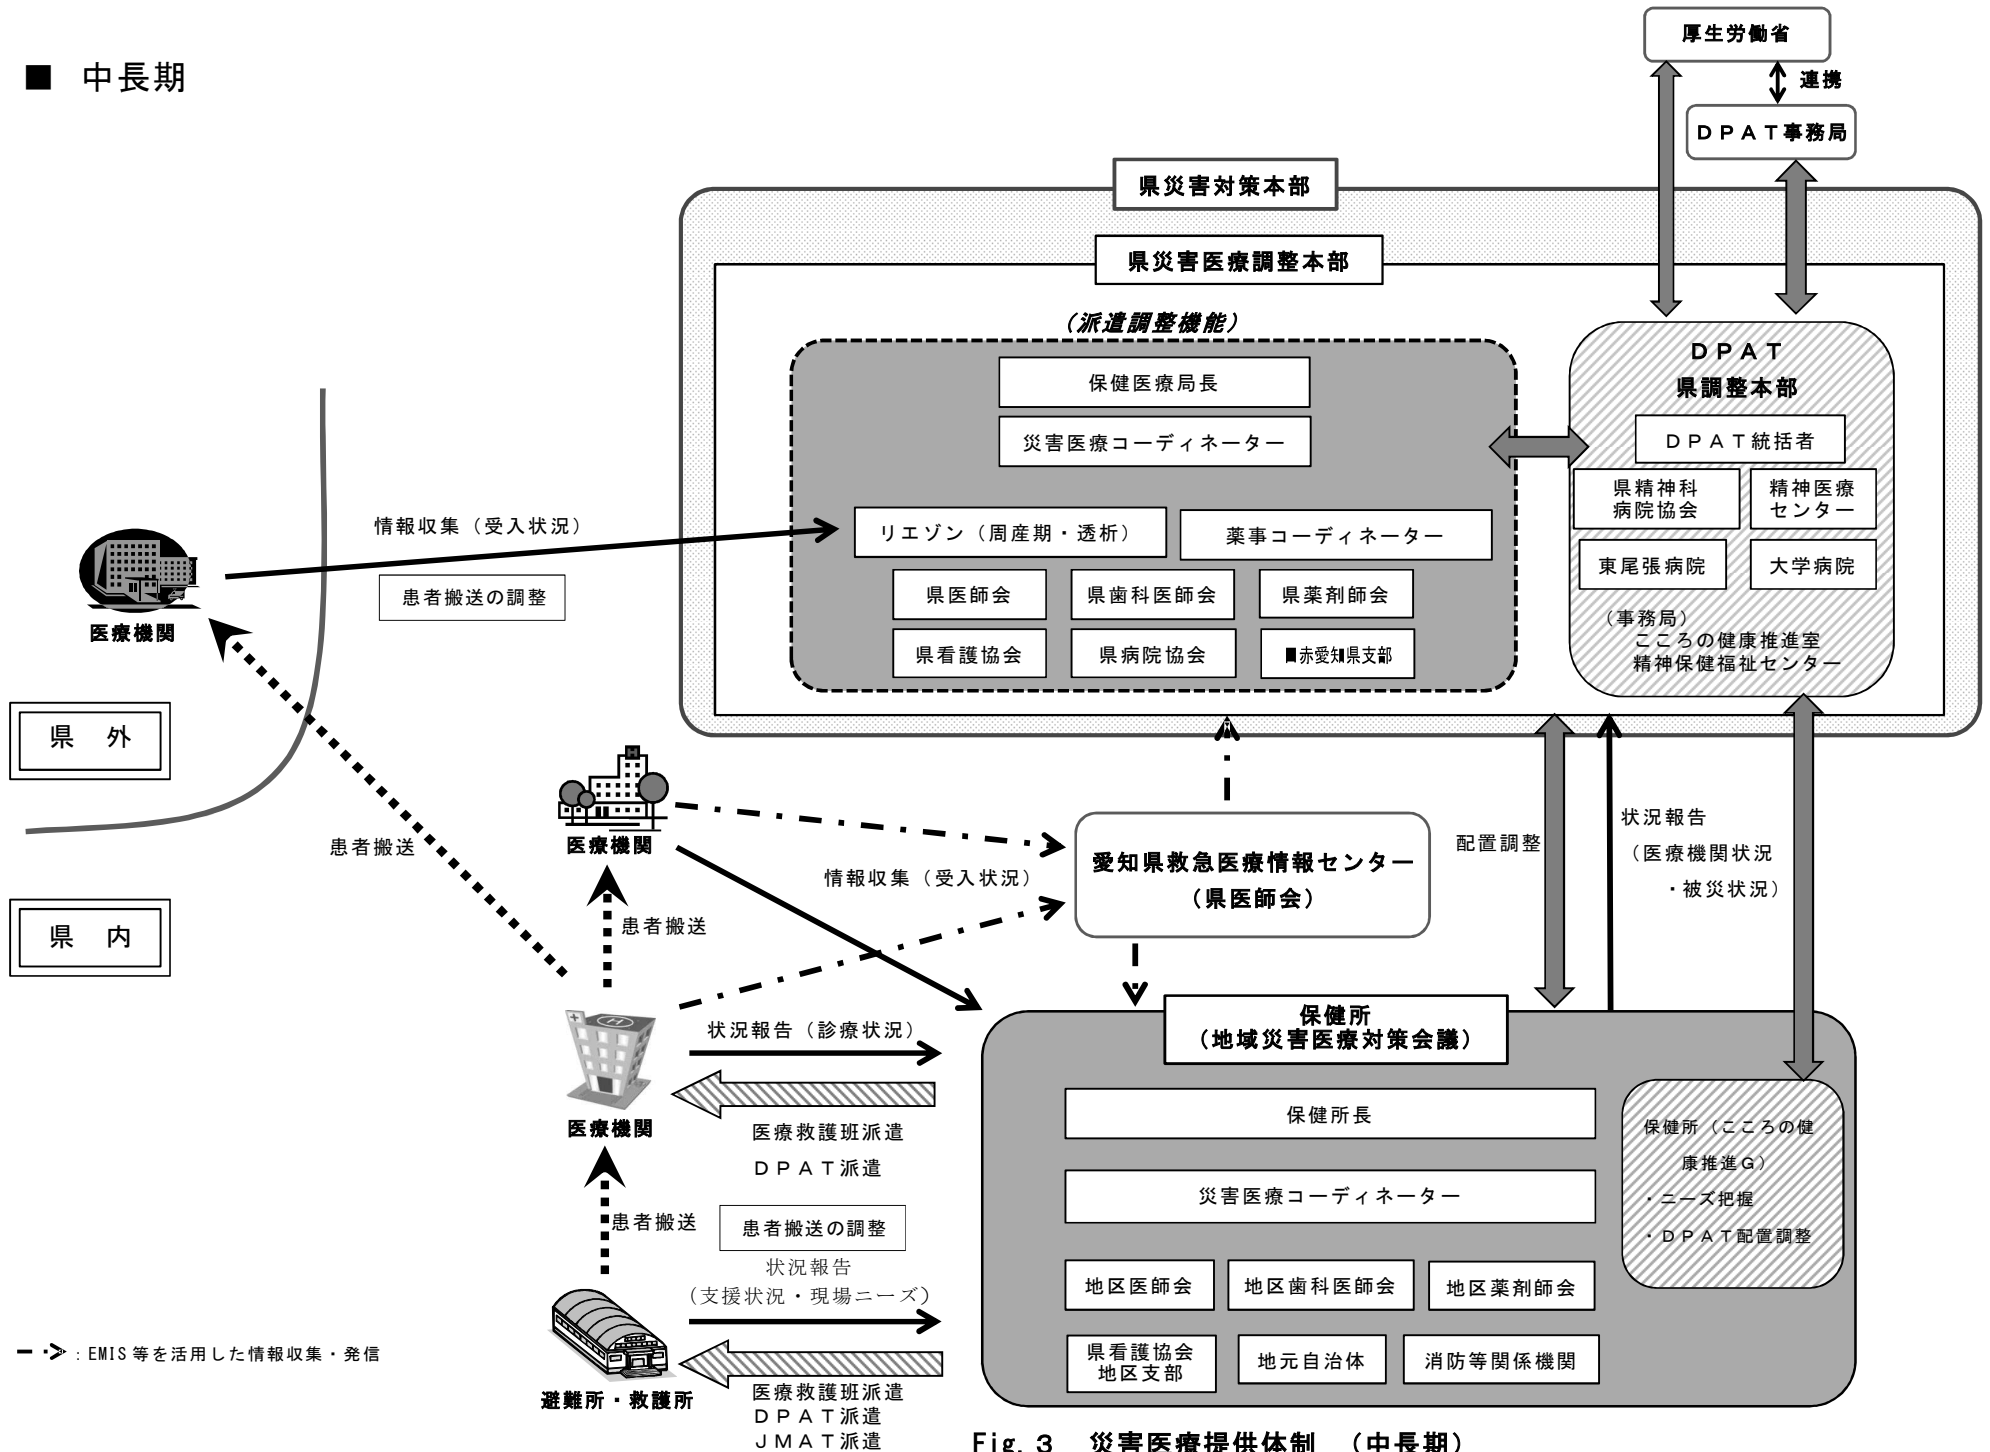 ■ 中長期
厚生労働省
連携
DPAT事務局
県災害対策本部
県災害医療調整本部
(派遣調整機能)
保健医療局長
災害医療コーディネーター
リエゾン(周産期・透析)
薬事コーディネーター
県医師会
県歯科医師会
県薬剤師会
県看護協会
県病院協会
■赤愛知県支部
DPAT
県調整本部
DPAT統括者
県精神科
病院協会
精神医療
センター
東尾張病院
大学病院
(事務局)
こころの健康推進室
精神保健福祉センター
情報収集(受入状況)
患者搬送の調整
医療機関
県 外
患者搬送
県 内
医療機関
患者搬送
情報収集(受入状況)
愛知県救急医療情報センター
(県医師会)
配置調整
状況報告
(医療機関状況
・被災状況)
医療機関
状況報告(診療状況)
医療救護班派遣
DPAT派遣
患者搬送
患者搬送の調整
状況報告
(支援状況・現場ニーズ)
避難所・救護所
医療救護班派遣
DPAT派遣
JMAT派遣
保健所
(地域災害医療対策会議)
保健所長
災害医療コーディネーター
地区医師会
地区歯科医師会
地区薬剤師会
県看護協会
地区支部
地元自治体
消防等関係機関
保健所(こころの健
康推進G)
・ニーズ把握
・DPAT配置調整
:EMIS等を活用した情報収集・発信
Fig.3 災害医療提供体制 (中長期)